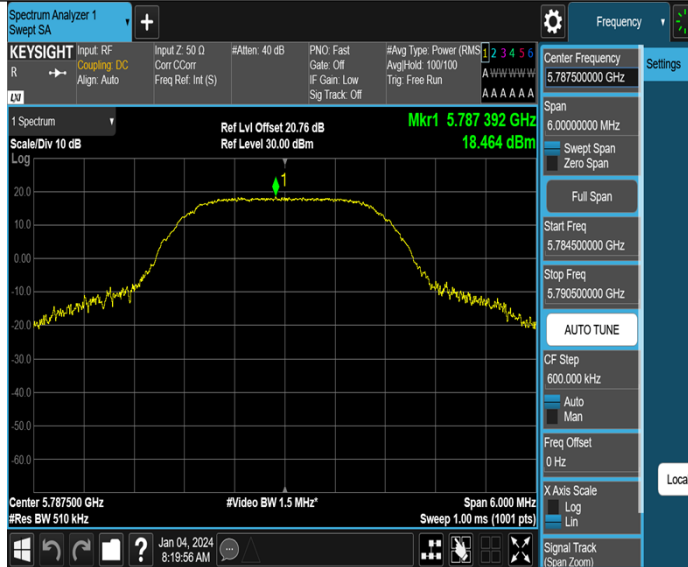 Spectrum Analyzer 1
Swept SA
Frequency
Settings
KEYSIGHT
R
LXI
Input: RF
Coupling: DC
Align: Auto
Input Z: 50 Ω
Corr CCorr
Freq Ref: Int (S)
#Atten: 40 dB
PNO: Fast
Gate: Off
IF Gain: Low
Sig Track: Off
#Avg Type: Power (RMS
Avg|Hold: 100/100
Trig: Free Run
1 2 3 4 5 6
A W W W W W
A A A A A A
1 Spectrum
Scale/Div 10 dB
Log
Ref Lvl Offset 20.76 dB
Ref Level 30.00 dBm
Mkr1 5.787 392 GHz
18.464 dBm
1
20.0
10.0
0.00
-10.0
-20.0
-30.0
-40.0
-50.0
-60.0
Center 5.787500 GHz
#Res BW 510 kHz
#Video BW 1.5 MHz*
Span 6.000 MHz
Sweep 1.00 ms (1001 pts)
Jan 04, 2024
8:19:56 AM
Center Frequency
5.787500000 GHz
Span
6.00000000 MHz
Swept Span
Zero Span
Full Span
Start Freq
5.784500000 GHz
Stop Freq
5.790500000 GHz
AUTO TUNE
CF Step
600.000 kHz
Auto
Man
Freq Offset
0 Hz
X Axis Scale
Log
Lin
Signal Track
(Span Zoom)
Loca